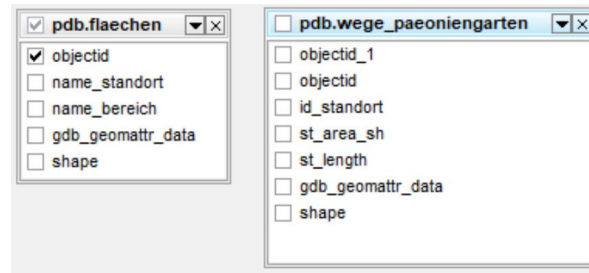 pdb.flaechen
objectid
name_standort
name_bereich
gdb_geomattr_data
shape
pdb.wege_paeoniengarten
objectid_1
objectid
id_standort
st_area_sh
st_length
gdb_geomattr_data
shape